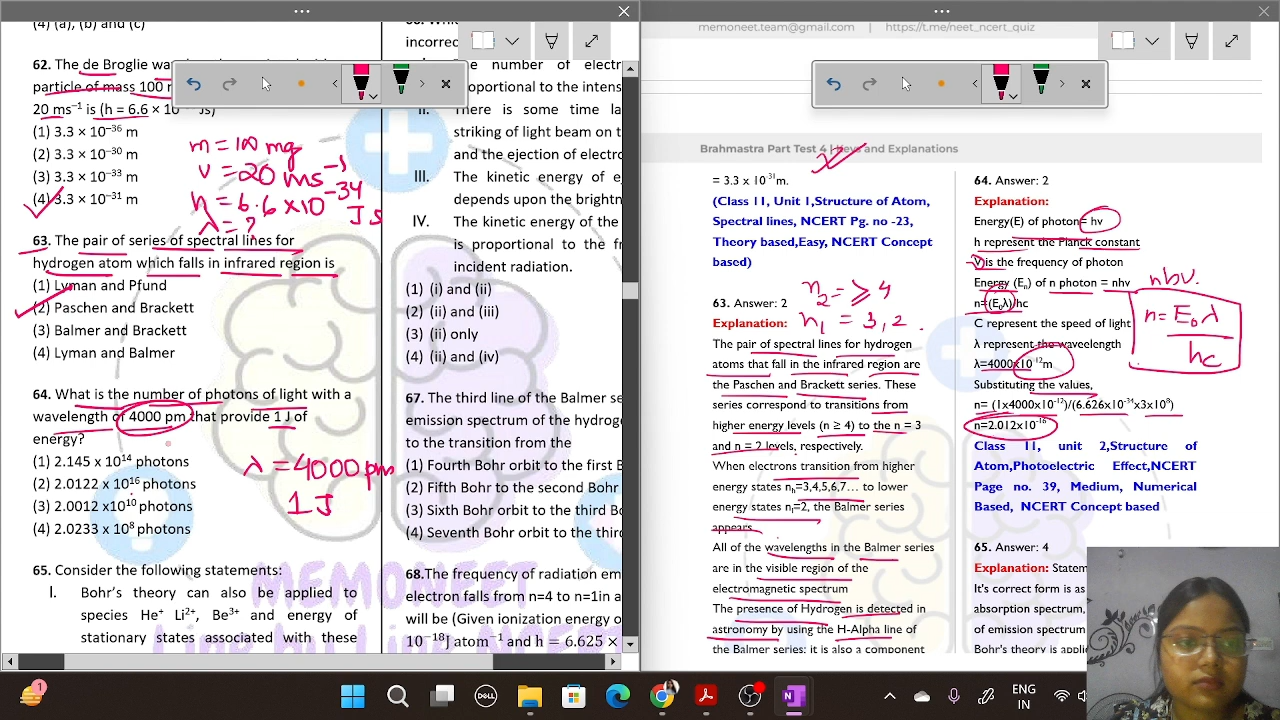 (4) (a), (b) and (c)
62. The de Broglie
particle of mass 100
20 ms⁻¹ is (h = 6.6 × 10 Js)
(1) 3.3 × 10⁻³⁶ m
(2) 3.3 × 10⁻³⁰ m
(3) 3.3 × 10⁻³³ m
(4) 3.3 × 10⁻³¹ m
m = 100 mg
v = 20 ms⁻¹
h = 6.6 × 10⁻³⁴ Js
λ = ?
63. The pair of series of spectral lines for
hydrogen atom which falls in infrared region is
(1) Lyman and Pfund
(2) Paschen and Brackett
(3) Balmer and Brackett
(4) Lyman and Balmer
64. What is the number of photons of light with a
wavelength of 4000 pm that provide 1 J of
energy?
(1) 2.145 x 10¹⁴ photons
(2) 2.0122 x 10¹⁶ photons
(3) 2.0012 x10¹⁰ photons
(4) 2.0233 x 10⁸ photons
λ = 4000 pm
1 J
65. Consider the following statements:
I. Bohr's theory can also be applied to
species He⁺ Li²⁺, Be³⁺ and energy of
stationary states associated with these
incorrec
The number of electr
proportional to the intens
II. There is some time la
striking of light beam on t
and the ejection of electro
III. The kinetic energy of e
depends upon the brightn
IV. The kinetic energy of the
is proportional to the fr
incident radiation.
(1) (i) and (ii)
(2) (ii) and (iii)
(3) (ii) only
(4) (ii) and (iv)
67. The third line of the Balmer se
emission spectrum of the hydroge
to the transition from the
(1) Fourth Bohr orbit to the first B
(2) Fifth Bohr to the second Bohr
(3) Sixth Bohr orbit to the third Bo
(4) Seventh Bohr orbit to the third
68.The frequency of radiation em
electron falls from n=4 to n=1in a
will be (Given ionization energy o
10⁻¹⁸J atom⁻¹ and h = 6.625 ×
MEMONEET
memoneet.team@gmail.com | https://t.me/neet_ncert_quiz
Brahmastra Part Test 4 | Keys and Explanations
= 3.3 x 10⁻³¹m.
(Class 11, Unit 1,Structure of Atom,
Spectral lines, NCERT Pg. no -23,
Theory based,Easy, NCERT Concept
based)
n₂ = ≥ 4
n₁ = 3, 2.
63. Answer: 2
Explanation:
The pair of spectral lines for hydrogen
atoms that fall in the infrared region are
the Paschen and Brackett series. These
series correspond to transitions from
higher energy levels (n ≥ 4) to the n = 3
and n = 2 levels, respectively.
When electrons transition from higher
energy states nₕ=3,4,5,6,7... to lower
energy states nₗ=2, the Balmer series
appears.
All of the wavelengths in the Balmer series
are in the visible region of the
electromagnetic spectrum
The presence of Hydrogen is detected in
astronomy by using the H-Alpha line of
the Balmer series; it is also a component
64. Answer: 2
Explanation:
Energy(E) of photon= hv
h represent the Planck constant
V is the frequency of photon
Energy (Eₙ) of n photon = nhv
n=(Eₙλ)/hc
C represent the speed of light
λ represent the wavelength
λ=4000x10⁻¹²m
Substituting the values,
n= (1x4000x10⁻¹²)/(6.626x10⁻³⁴x3x10⁸)
n=2.012x10⁻¹⁶
Class 11, unit 2,Structure of
Atom,Photoelectric Effect,NCERT
Page no. 39, Medium, Numerical
Based, NCERT Concept based
nhv.
n = E₀λ
hc
65. Answer: 4
Explanation: Statem
It's correct form is as
absorption spectrum,
of emission spectrum
Bohr's theory is appli
1
DELL
ENG
IN